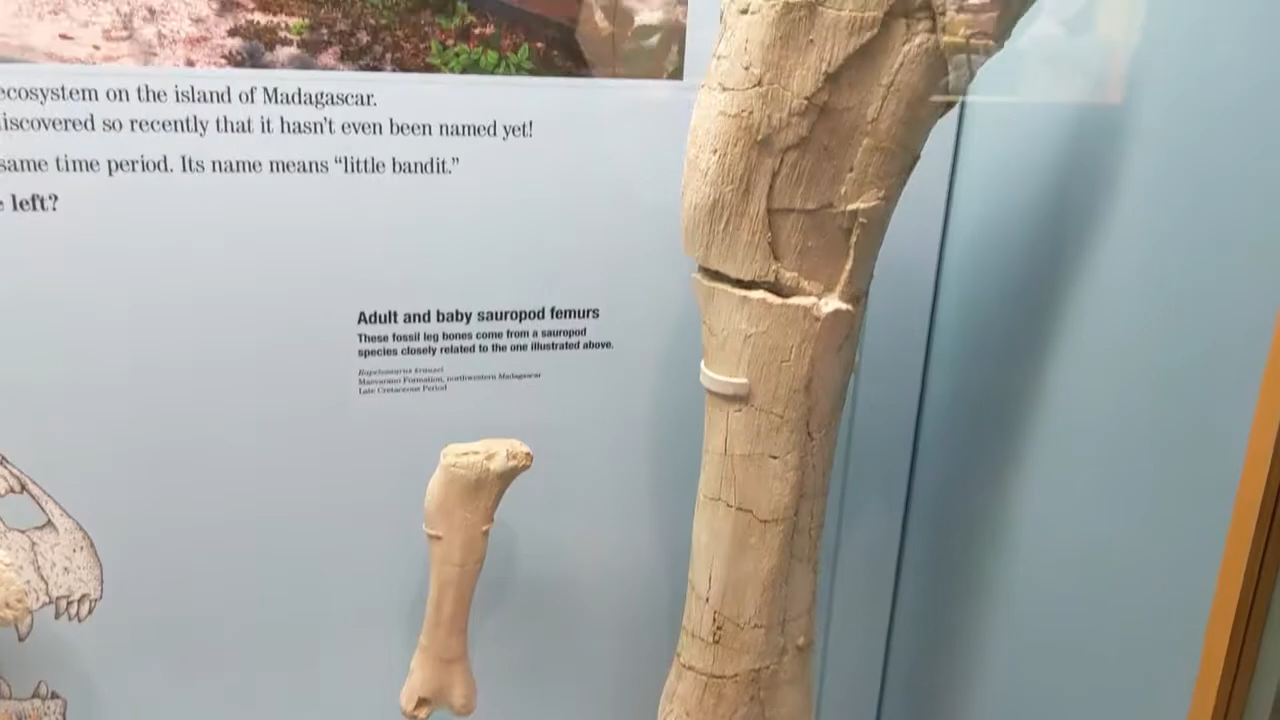 ecosystem on the island of Madagascar.
iscovered so recently that it hasn't even been named yet!
same time period. Its name means “little bandit.”
left?
Adult and baby sauropod femurs
These fossil leg bones come from a sauropod
species closely related to the one illustrated above.
Rapetosaurus krausei
Maevarano Formation, northwestern Madagascar
Late Cretaceous Period